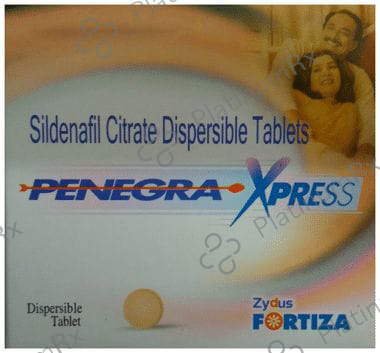 Sildenafil Citrate Dispersible Tablets
PENEGRA XPRESS
Dispersible
Tablet
Zydus
FORTIZA